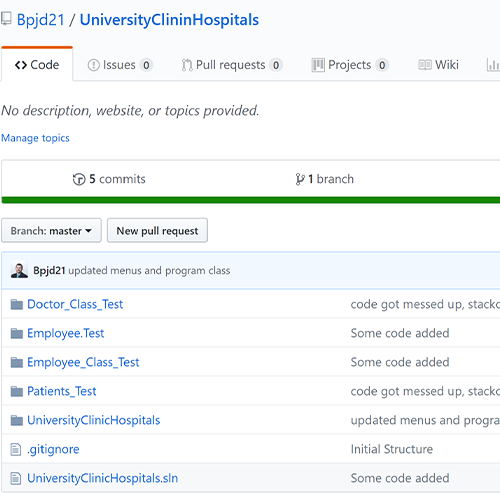 Bpjd21 / UniversityClininHospitals
Code Issues 0 Pull requests 0 Projects 0 Wiki
No description, website, or topics provided.
Manage topics
5 commits 1 branch
Branch: master New pull request
Bpjd21 updated menus and program class
Doctor_Class_Test code got messed up, stackc
Employee.Test Some code added
Employee_Class_Test Some code added
Patients_Test code got messed up, stackc
UniversityClinicHospitals updated menus and progra
.gitignore Initial Structure
UniversityClinicHospitals.sln Some code added